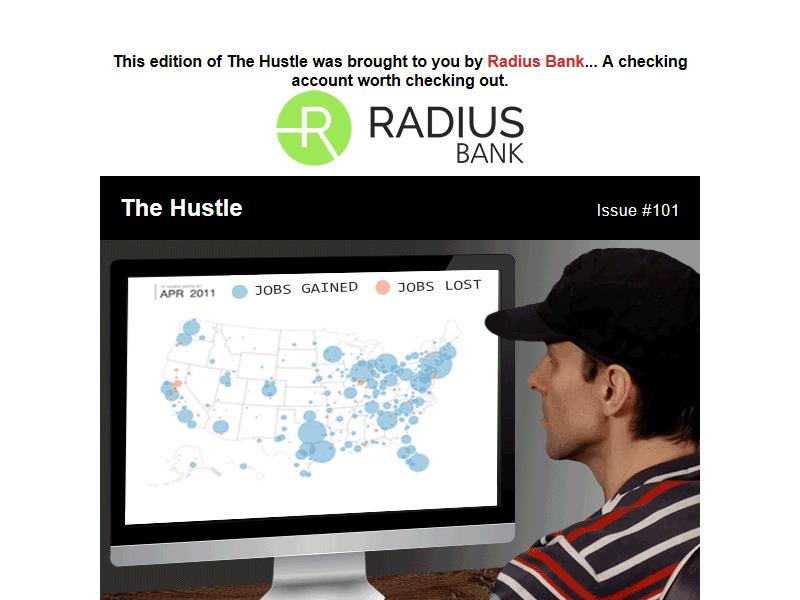 This edition of The Hustle was brought to you by Radius Bank... A checking
account worth checking out.
R RADIUS
BANK
The Hustle
Issue #101
APR 2011
JOBS GAINED
JOBS LOST